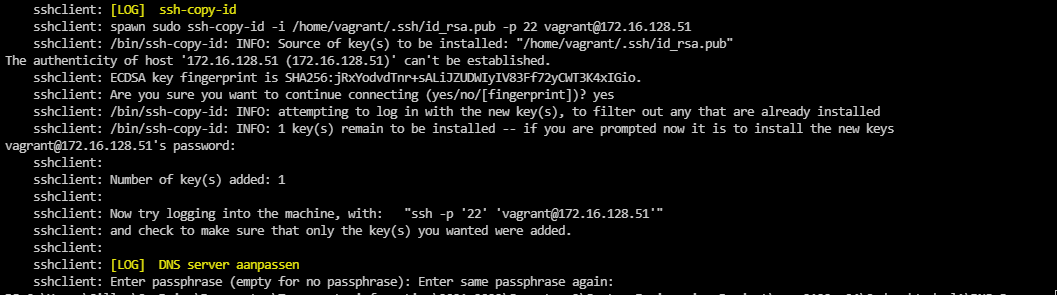 sshclient: [LOG] ssh-copy-id
sshclient: spawn sudo ssh-copy-id -i /home/vagrant/.ssh/id_rsa.pub -p 22 vagrant@172.16.128.51
sshclient: /bin/ssh-copy-id: INFO: Source of key(s) to be installed: "/home/vagrant/.ssh/id_rsa.pub"
The authenticity of host '172.16.128.51 (172.16.128.51)' can't be established.
sshclient: ECDSA key fingerprint is SHA256:jRxYodvdTnr+sALiJZUDWIyIV83Ff72yCWT3K4xIGio.
sshclient: Are you sure you want to continue connecting (yes/no/[fingerprint])? yes
sshclient: /bin/ssh-copy-id: INFO: attempting to log in with the new key(s), to filter out any that are already installed
sshclient: /bin/ssh-copy-id: INFO: 1 key(s) remain to be installed -- if you are prompted now it is to install the new keys
vagrant@172.16.128.51's password:
sshclient:
sshclient: Number of key(s) added: 1
sshclient:
sshclient: Now try logging into the machine, with:   "ssh -p '22' 'vagrant@172.16.128.51'"
sshclient: and check to make sure that only the key(s) you wanted were added.
sshclient:
sshclient: [LOG] DNS server aanpassen
sshclient: Enter passphrase (empty for no passphrase): Enter same passphrase again: